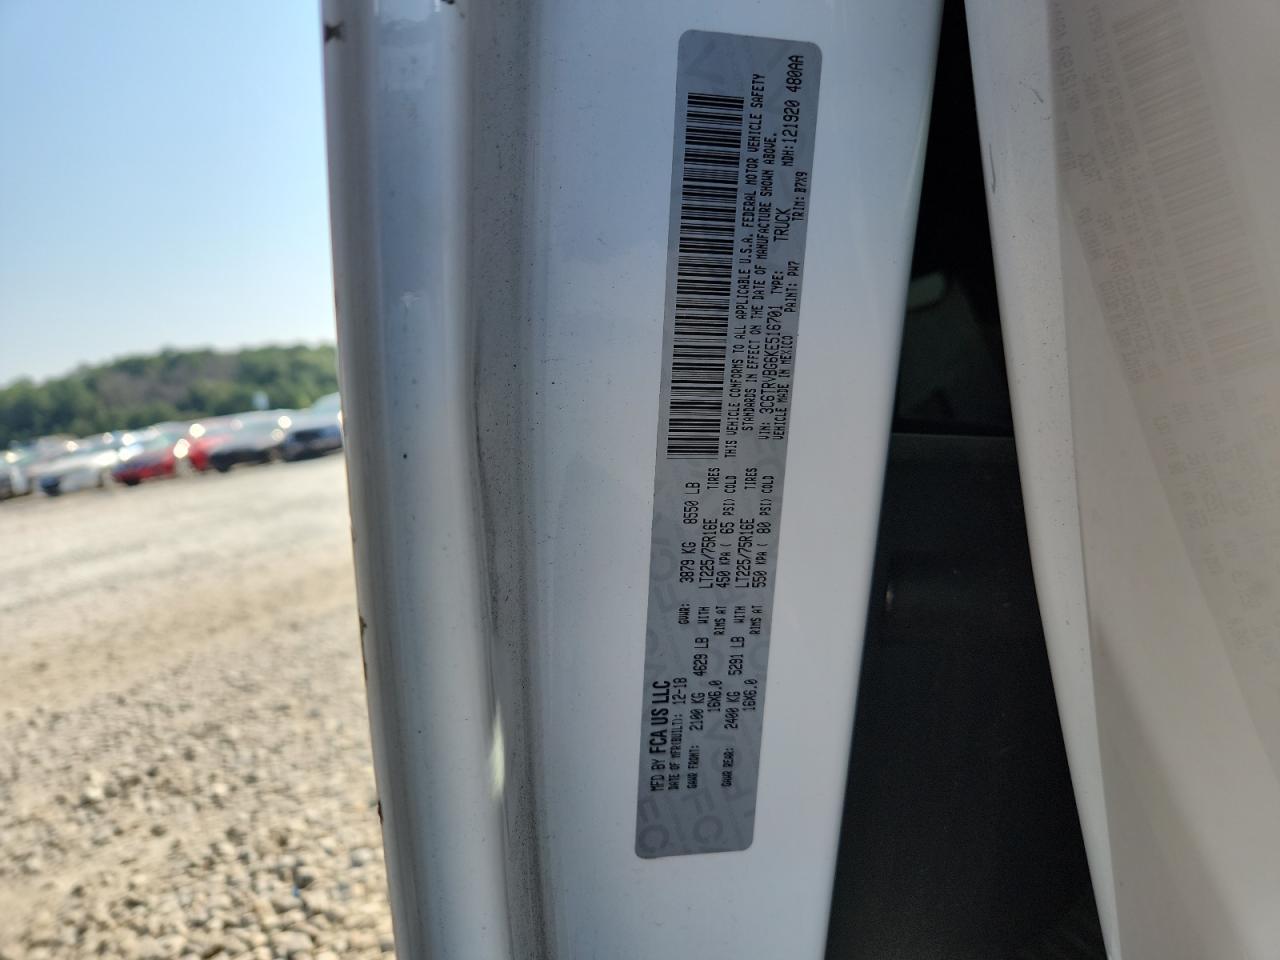 MFD BY FCA US LLC
DATE OF MFR(BUILT): 12-18 GVWR: 3879 KG 8550 LB
GAWR FRONT: 2100 KG 4629 LB WITH LT225/75R16E TIRES
16X6.0 RIMS AT 450 KPA ( 65 PSI) COLD
GAWR REAR: 2400 KG 5291 LB WITH LT225/75R16E TIRES
16X6.0 RIMS AT 550 KPA ( 80 PSI) COLD
THIS VEHICLE CONFORMS TO ALL APPLICABLE U.S.A. FEDERAL MOTOR VEHICLE SAFETY
STANDARDS IN EFFECT ON THE DATE OF MANUFACTURE SHOWN ABOVE.
VIN: 3C6TRVBG6KE516701 TYPE: TRUCK MDH: 121920 480AA
VEHICLE MADE IN MEXICO PAINT: PW7 TRIM: B7X9